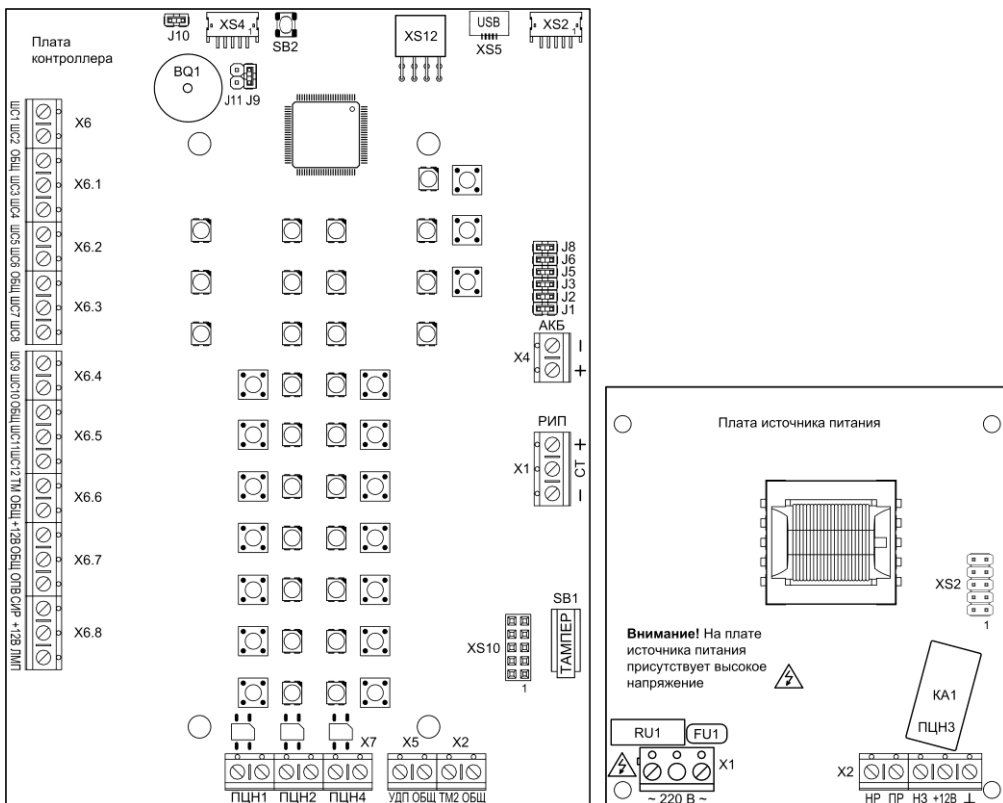 Плата
контроллера
J10
XS4
1
SB2
XS12
USB
XS5
XS2
1
BQ1
J11 J9
ШС1 ШС2 ОБЩ ШС3 ШС4 ШС5 ШС6 ОБЩ ШС7 ШС8
X6
X6.1
X6.2
X6.3
ШС9 ШС10 ОБЩ ШС11 ШС12 ТМ ОБЩ +12В ОБЩ ОПВ СИР +12В ЛМП
X6.4
X6.5
X6.6
X6.7
X6.8
J8
J6
J5
J3
J2
J1
АКБ
X4
–
+
РИП
X1
+
СТ
–
SB1
ТАМПЕР
XS10
1
X7
X5
X2
ПЦН1 ПЦН2 ПЦН4 УДП ОБЩ ТМ2 ОБЩ
Плата источника питания
XS2
1
Внимание! На плате
источника питания
присутствует высокое
напряжение
КА1
ПЦН3
RU1
FU1
X1
~ 220 В ~
X2
НР ПР НЗ +12В ⊥